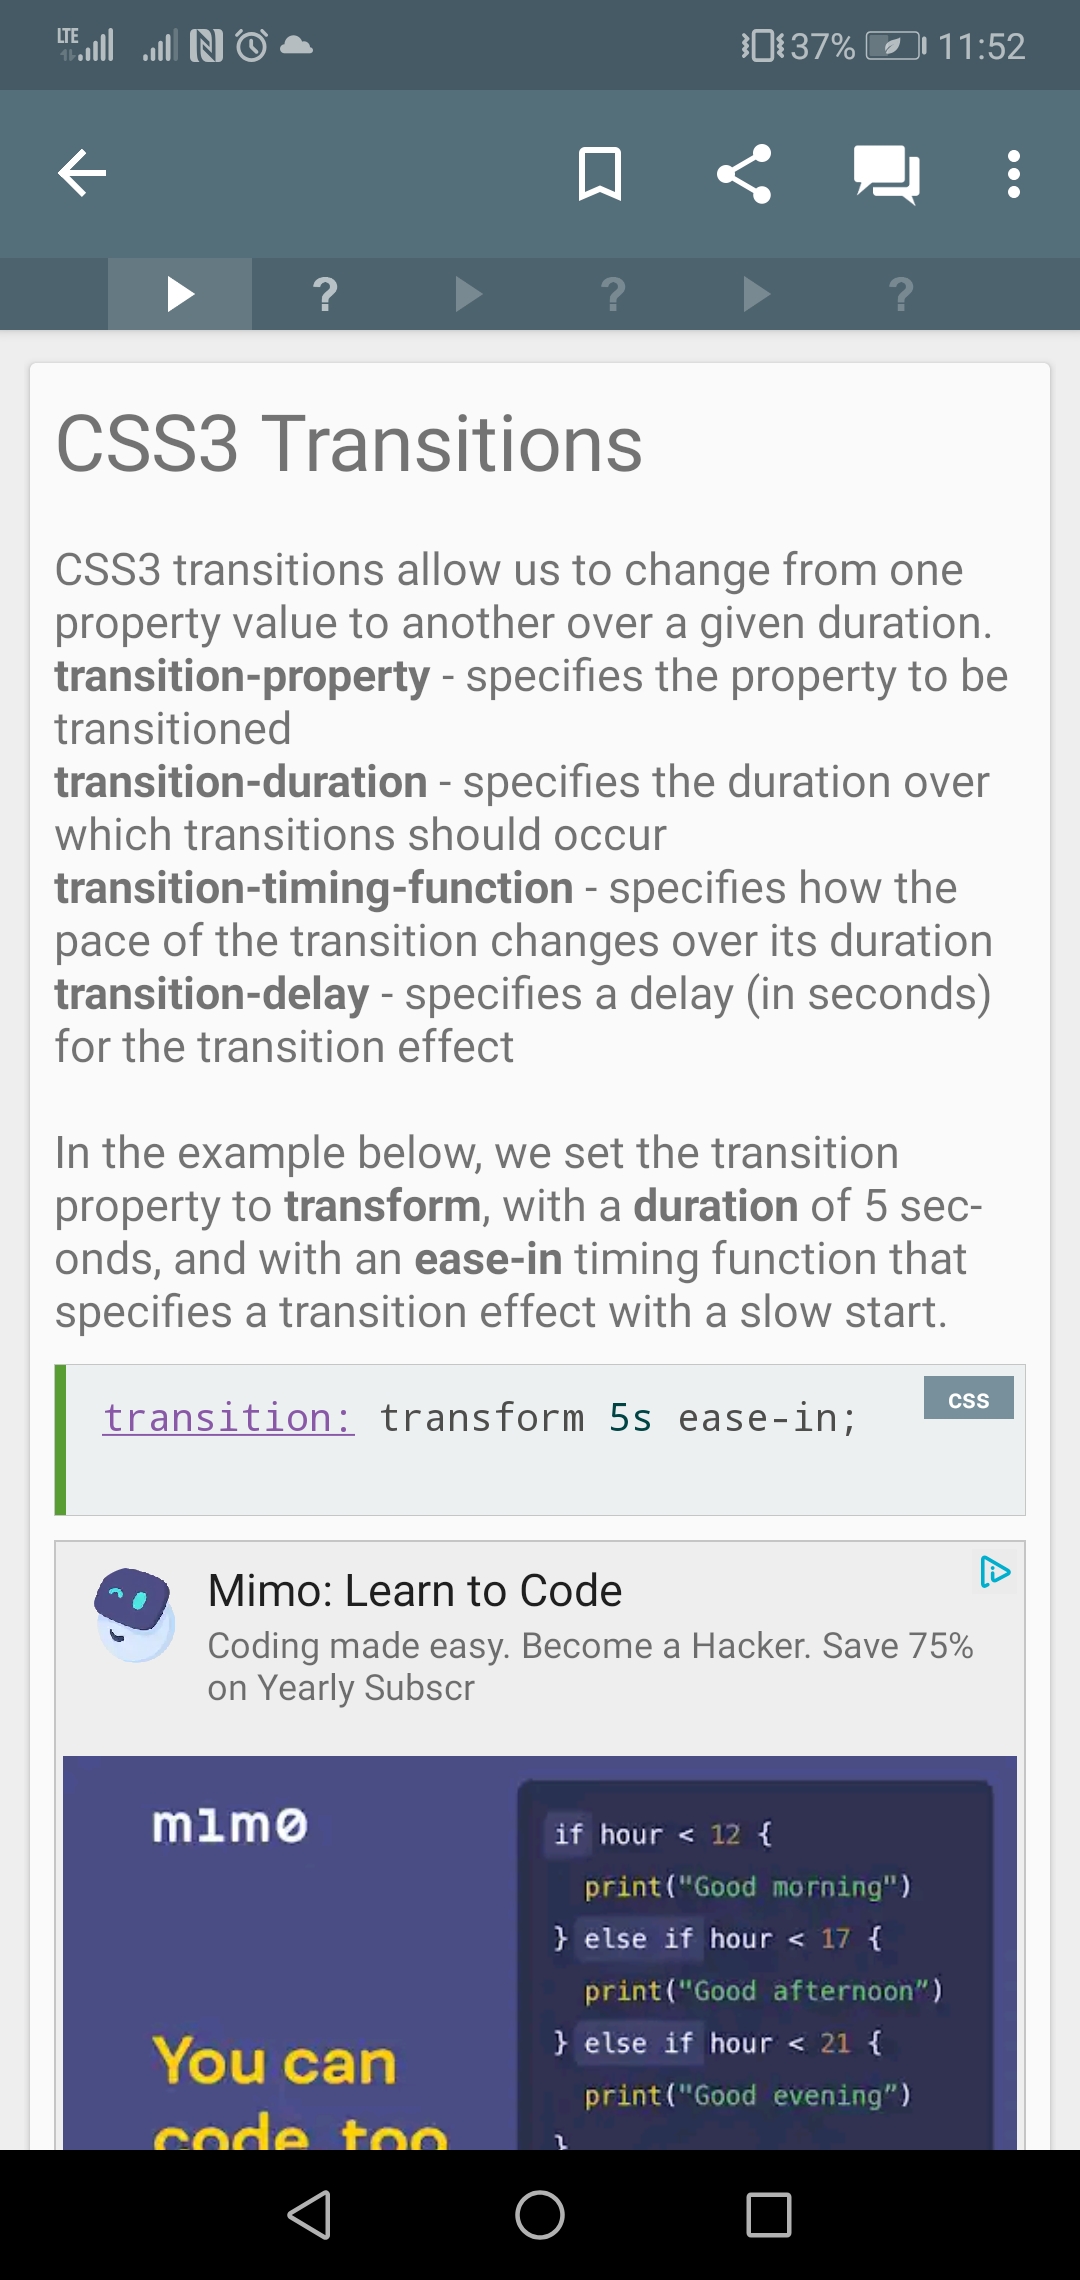 LTE 37% 11:52
? ? ?
CSS3 Transitions
CSS3 transitions allow us to change from one
property value to another over a given duration.
transition-property - specifies the property to be
transitioned
transition-duration - specifies the duration over
which transitions should occur
transition-timing-function - specifies how the
pace of the transition changes over its duration
transition-delay - specifies a delay (in seconds)
for the transition effect
In the example below, we set the transition
property to transform, with a duration of 5 sec-
onds, and with an ease-in timing function that
specifies a transition effect with a slow start.
css
transition: transform 5s ease-in;
Mimo: Learn to Code
Coding made easy. Become a Hacker. Save 75%
on Yearly Subscr
m1m0
You can
code, too
if hour < 12 {
print("Good morning")
} else if hour < 17 {
print("Good afternoon")
} else if hour < 21 {
print("Good evening")
}